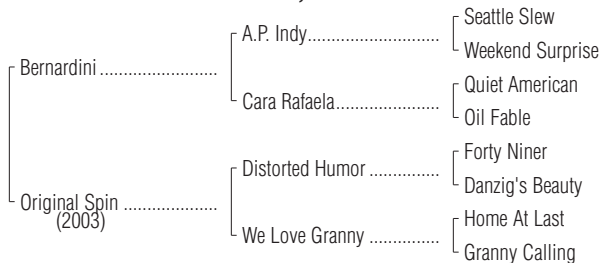 Seattle Slew
A.P. Indy
Weekend Surprise
Bernardini
Quiet American
Cara Rafaela
Oil Fable
Forty Niner
Distorted Humor
Danzig's Beauty
Original Spin
(2003)
Home At Last
We Love Granny
Granny Calling